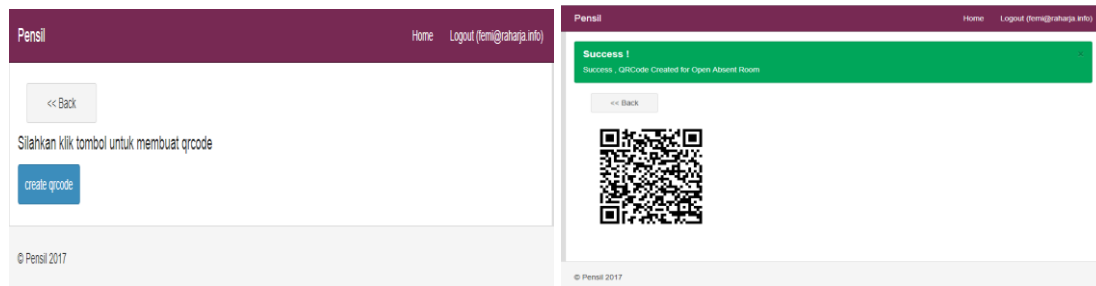 Pensil Home Logout (femi@raharja.info)
<< Back
Silahkan klik tombol untuk membuat qrcode
create qrcode
© Pensil 2017
Pensil Home Logout (femi@raharja.info)
Success !
×
Success , QRCode Created for Open Absent Room
<< Back
© Pensil 2017